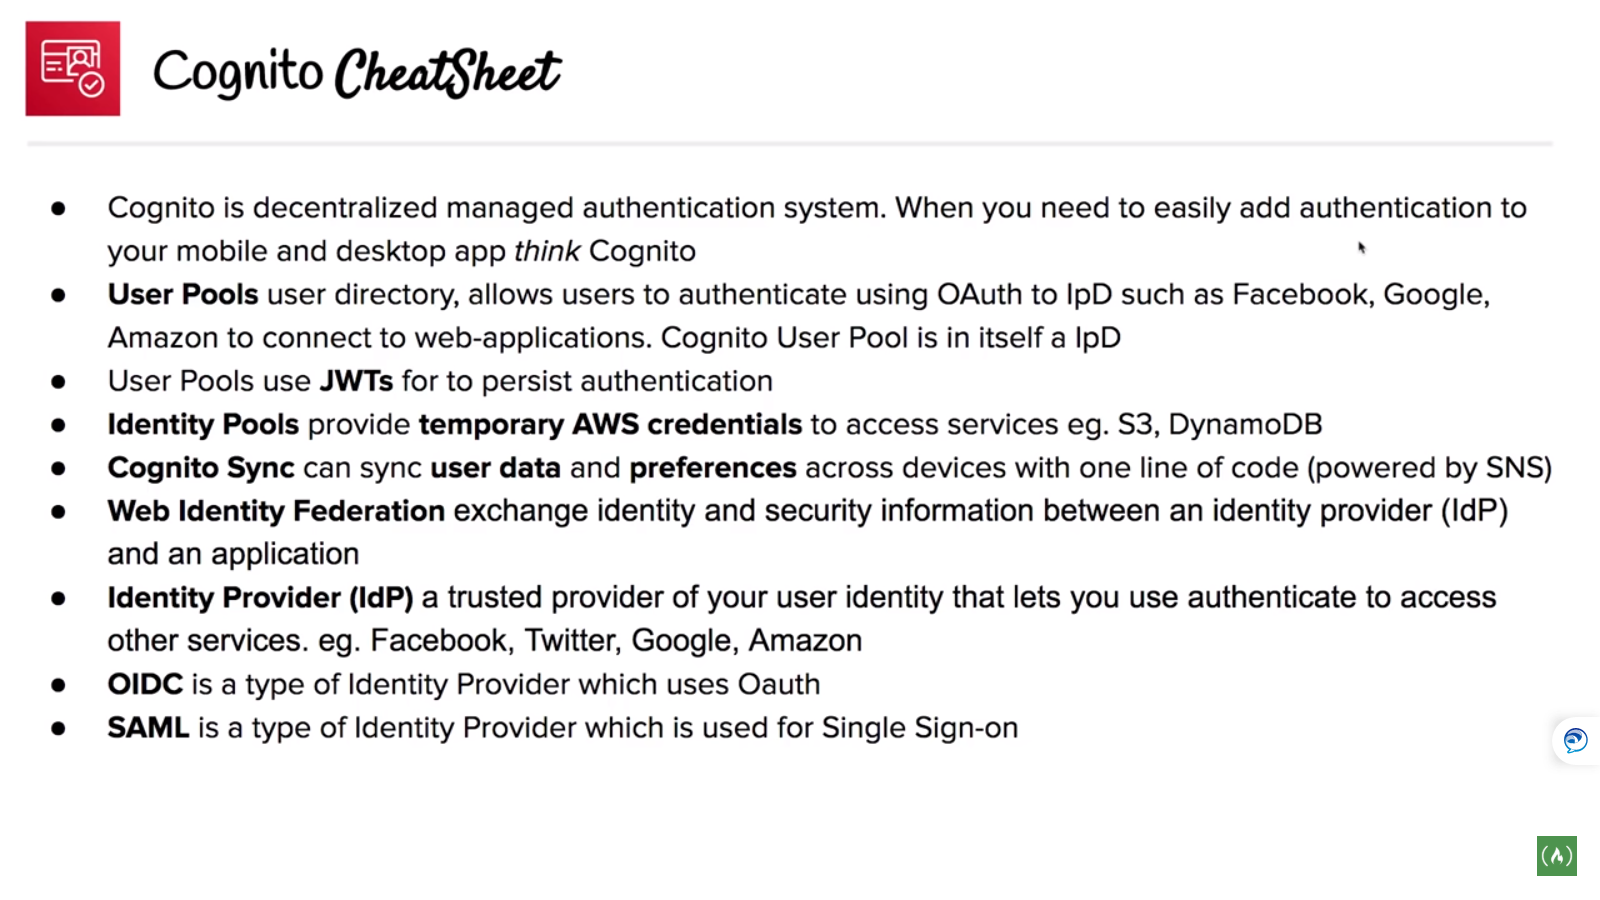 Cognito CheatSheet
● Cognito is decentralized managed authentication system. When you need to easily add authentication to
your mobile and desktop app think Cognito
● User Pools user directory, allows users to authenticate using OAuth to IpD such as Facebook, Google,
Amazon to connect to web-applications. Cognito User Pool is in itself a IpD
● User Pools use JWTs for to persist authentication
● Identity Pools provide temporary AWS credentials to access services eg. S3, DynamoDB
● Cognito Sync can sync user data and preferences across devices with one line of code (powered by SNS)
● Web Identity Federation exchange identity and security information between an identity provider (IdP)
and an application
● Identity Provider (IdP) a trusted provider of your user identity that lets you use authenticate to access
other services. eg. Facebook, Twitter, Google, Amazon
● OIDC is a type of Identity Provider which uses Oauth
● SAML is a type of Identity Provider which is used for Single Sign-on